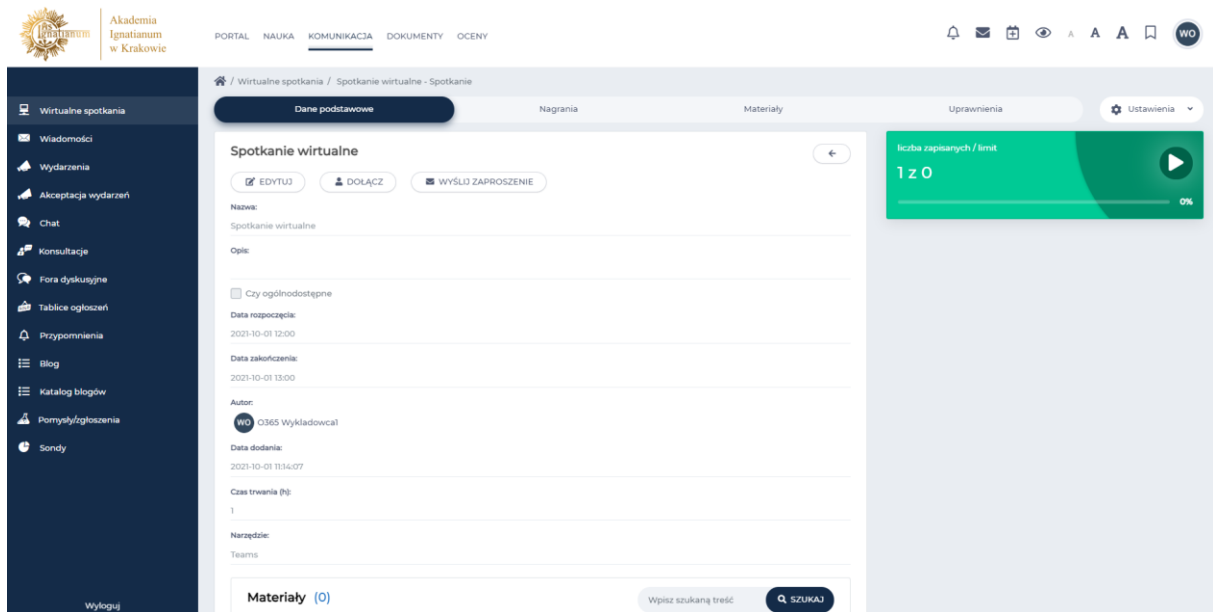 Ignatianum
Akademia
Ignatianum
w Krakowie
PORTAL NAUKA KOMUNIKACJA DOKUMENTY OCENY
A A A
WO
/ Wirtualne spotkania / Spotkanie wirtualne - Spotkanie
Dane podstawowe Nagrania Materiały Uprawnienia Ustawienia
Wirtualne spotkania
Wiadomości
Wydarzenia
Akceptacja wydarzeń
Chat
Konsultacje
Fora dyskusyjne
Tablice ogłoszeń
Przypomnienia
Blog
Katalog blogów
Pomysły/zgłoszenia
Sondy
Wyloguj
Spotkanie wirtualne
EDYTUJ DOŁĄCZ WYŚLIJ ZAPROSZENIE
Nazwa:
Spotkanie wirtualne
Opis:
Czy ogólnodostępne
Data rozpoczęcia:
2021-10-01 12:00
Data zakończenia:
2021-10-01 13:00
Autor:
WO O365 Wykladowca1
Data dodania:
2021-10-01 11:14:07
Czas trwania (h):
1
Narzędzie:
Teams
Materiały (0) Wpisz szukaną treść SZUKAJ
liczba zapisanych / limit
1 z 0
0%